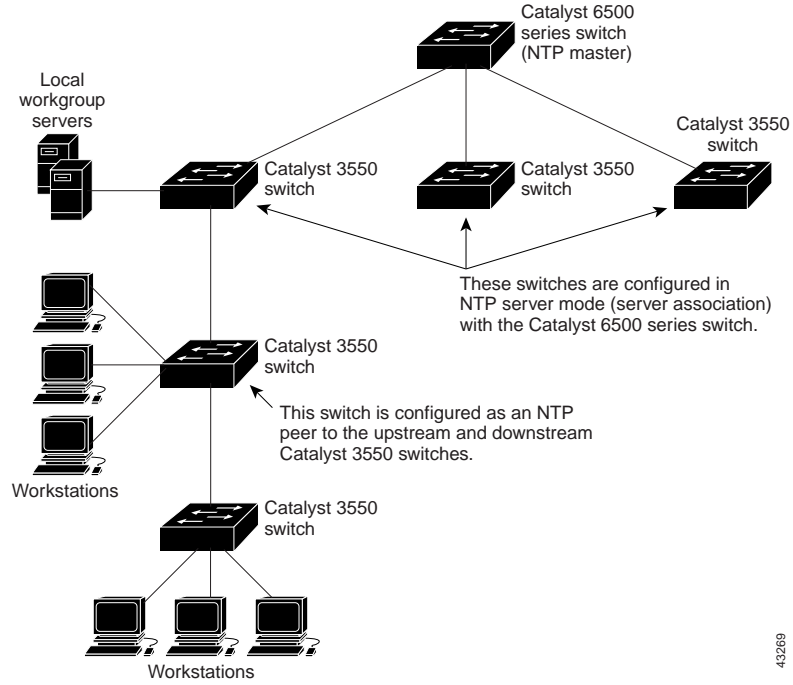 Catalyst 6500
series switch
(NTP master)
Local
workgroup
servers
Catalyst 3550
switch
Catalyst 3550
switch
Catalyst 3550
switch
These switches are configured in
NTP server mode (server association)
with the Catalyst 6500 series switch.
Catalyst 3550
switch
This switch is configured as an NTP
peer to the upstream and downstream
Catalyst 3550 switches.
Workstations
Catalyst 3550
switch
Workstations
43269